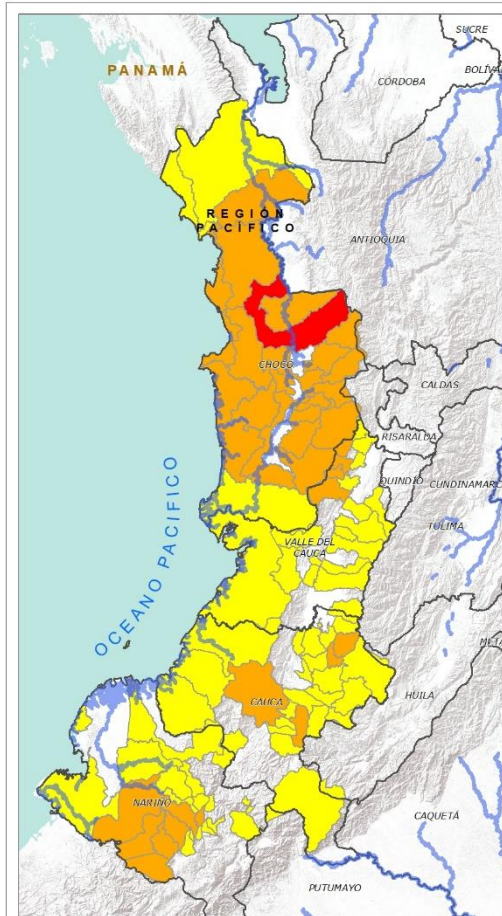 SUCRE
PANAMÁ
CÓRDOBA
BOLÍVA
REGIÓN
PACÍFICO
ANTIOQUIA
CHOCÓ
CALDAS
RISARALDA
QUINDÍO
CUNDINAMARC
TOLIMA
VALLE DEL
CAUCA
OCEANO PACIFICO
META
HUILA
CAUCA
NARIÑO
CAQUETÁ
PUTUMAYO